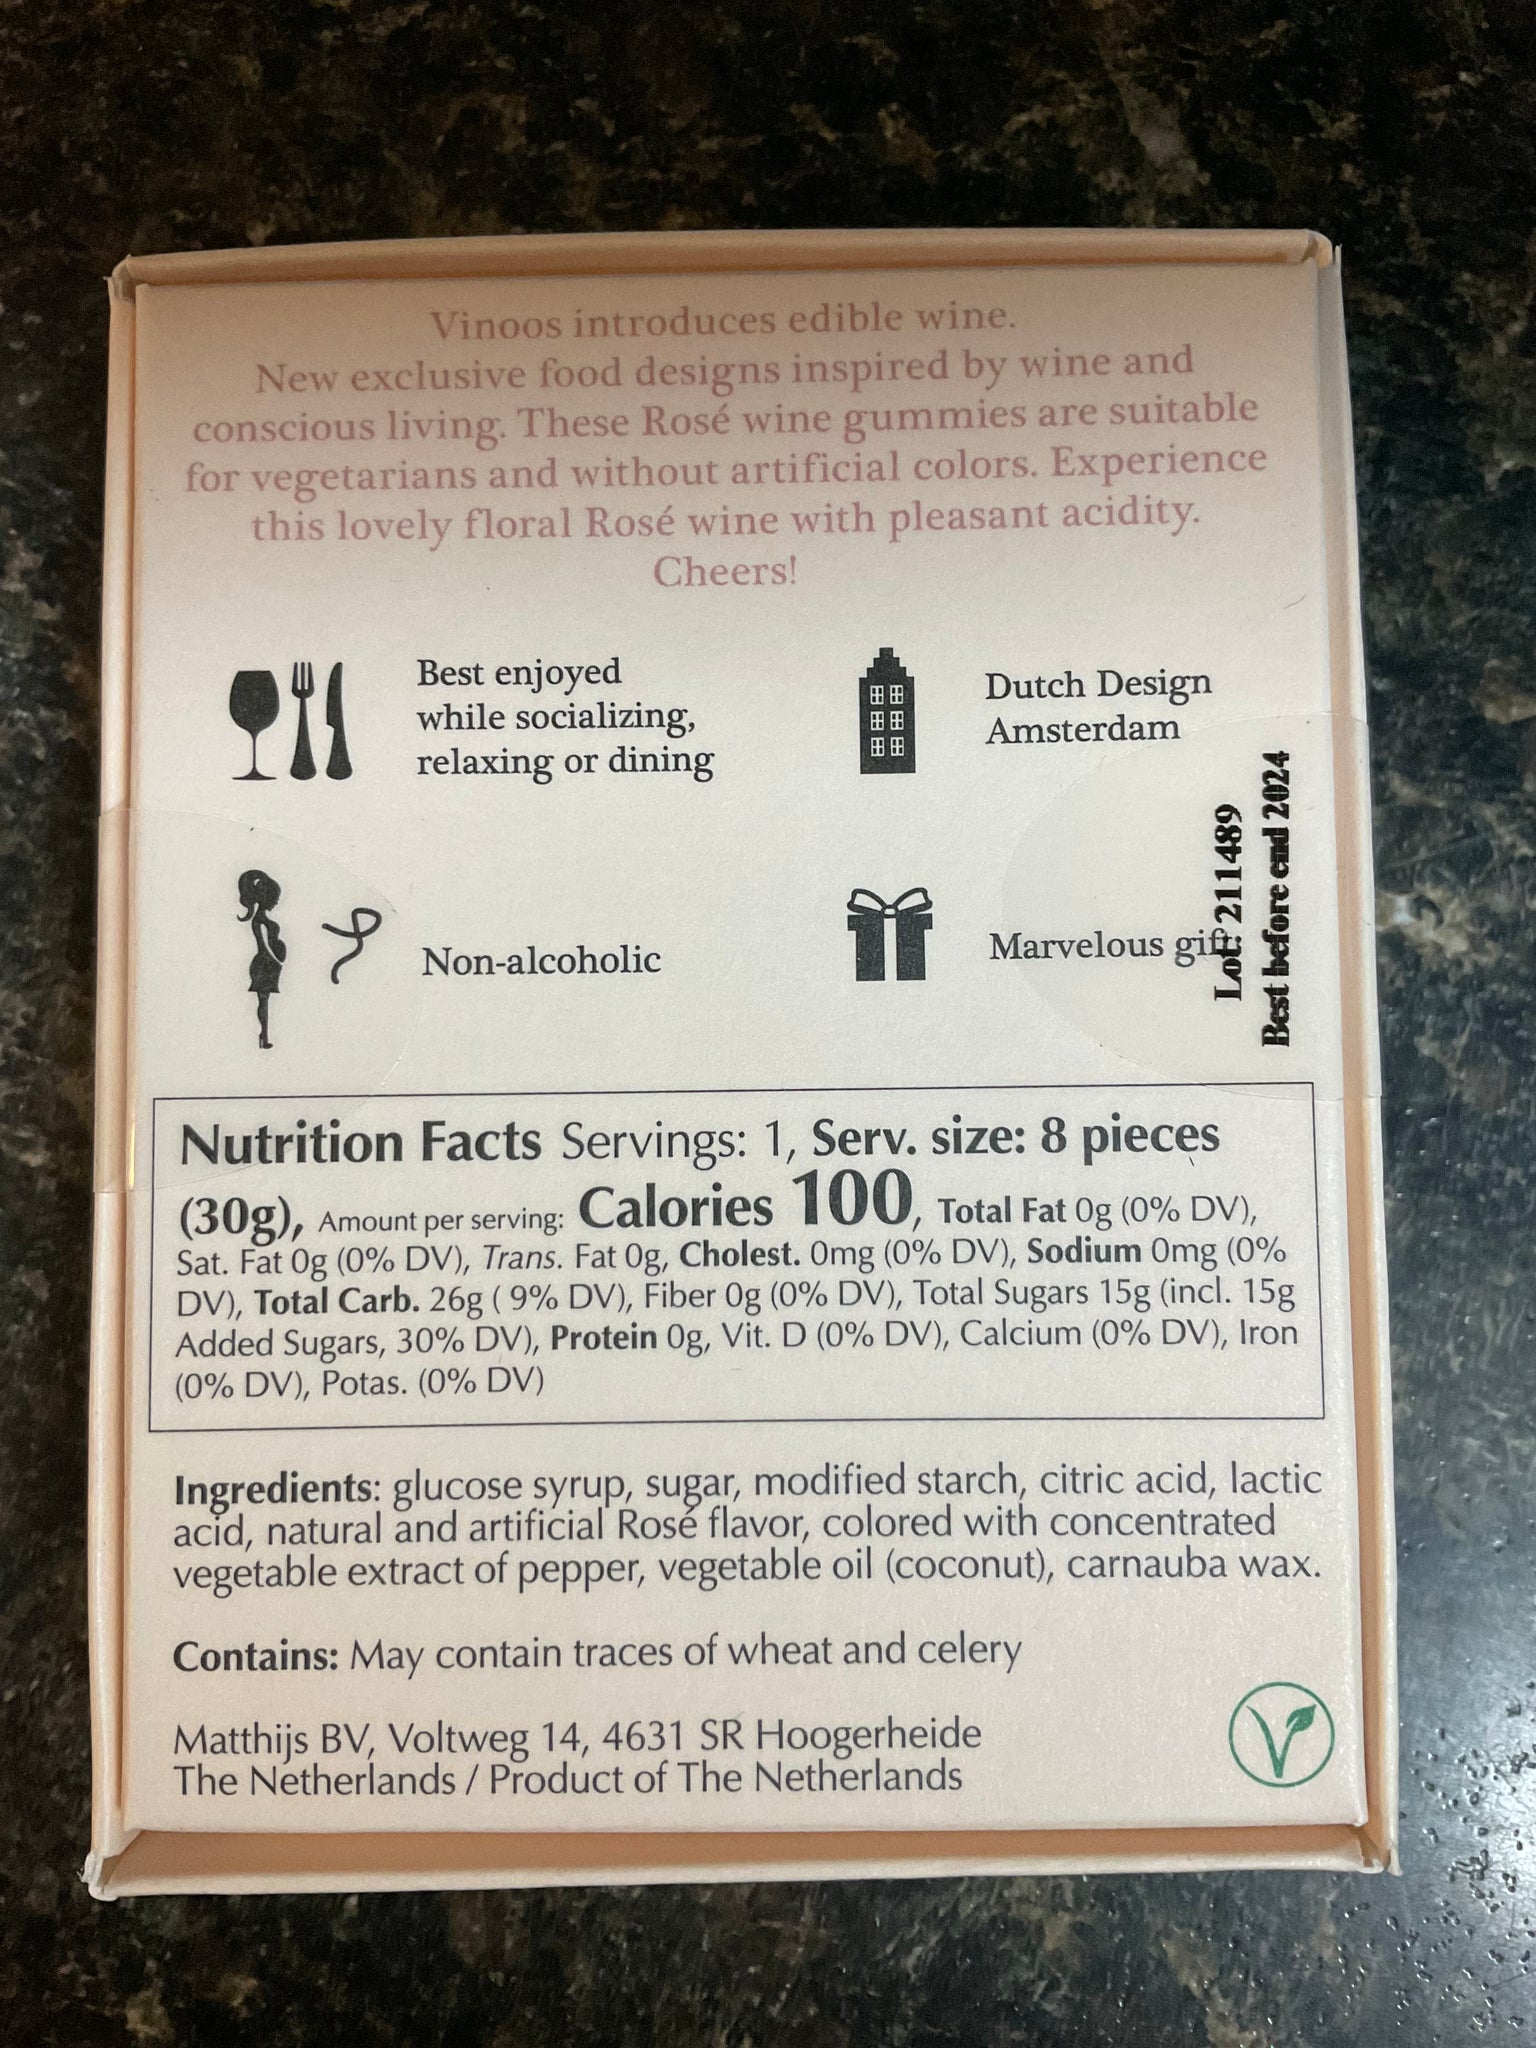 Vinoos introduces edible wine.
New exclusive food designs inspired by wine and
conscious living. These Rosé wine gummies are suitable
for vegetarians and without artificial colors. Experience
this lovely floral Rosé wine with pleasant acidity.
Cheers!
Best enjoyed
while socializing,
relaxing or dining
Dutch Design
Amsterdam
Non-alcoholic
Marvelous gift
Lot: 211489
Best before end 2024
Nutrition Facts Servings: 1, Serv. size: 8 pieces
(30g), Amount per serving: Calories 100, Total Fat 0g (0% DV),
Sat. Fat 0g (0% DV), Trans. Fat 0g, Cholest. 0mg (0% DV), Sodium 0mg (0%
DV), Total Carb. 26g ( 9% DV), Fiber 0g (0% DV), Total Sugars 15g (incl. 15g
Added Sugars, 30% DV), Protein 0g, Vit. D (0% DV), Calcium (0% DV), Iron
(0% DV), Potas. (0% DV)
Ingredients: glucose syrup, sugar, modified starch, citric acid, lactic
acid, natural and artificial Rosé flavor, colored with concentrated
vegetable extract of pepper, vegetable oil (coconut), carnauba wax.
Contains: May contain traces of wheat and celery
Matthijs BV, Voltweg 14, 4631 SR Hoogerheide
The Netherlands / Product of The Netherlands